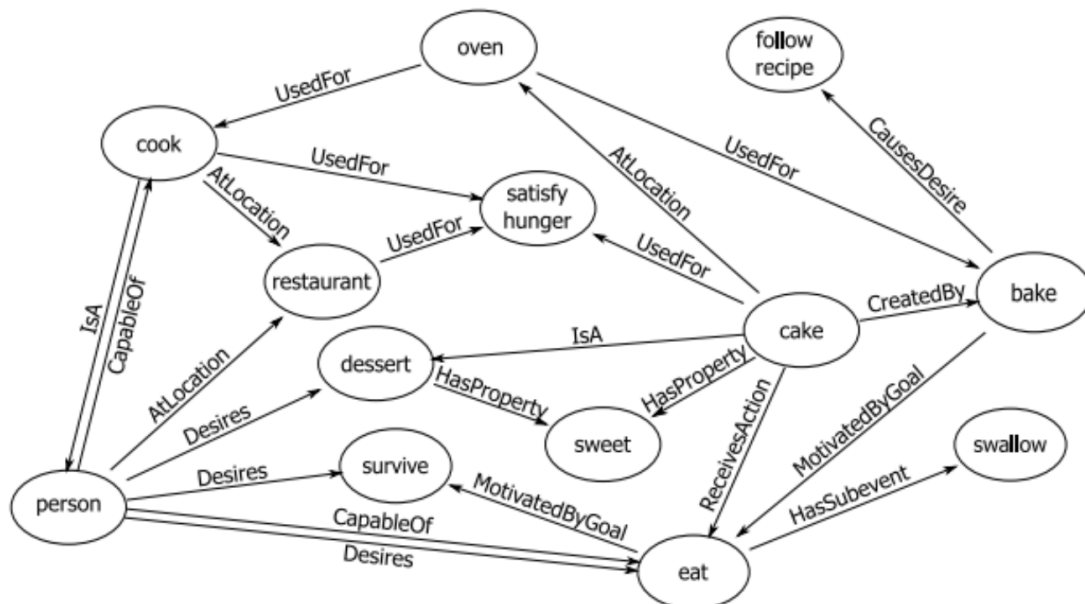 oven
follow
recipe
UsedFor
cook
UsedFor
CausesDesire
UsedFor
AtLocation
AtLocation
satisfy
hunger
UsedFor
UsedFor
restaurant
bake
CreatedBy
IsA
CapableOf
cake
IsA
dessert
HasProperty
HasProperty
AtLocation
Desires
sweet
swallow
ReceivesAction
MotivatedByGoal
survive
Desires
MotivatedByGoal
HasSubevent
person
CapableOf
Desires
eat